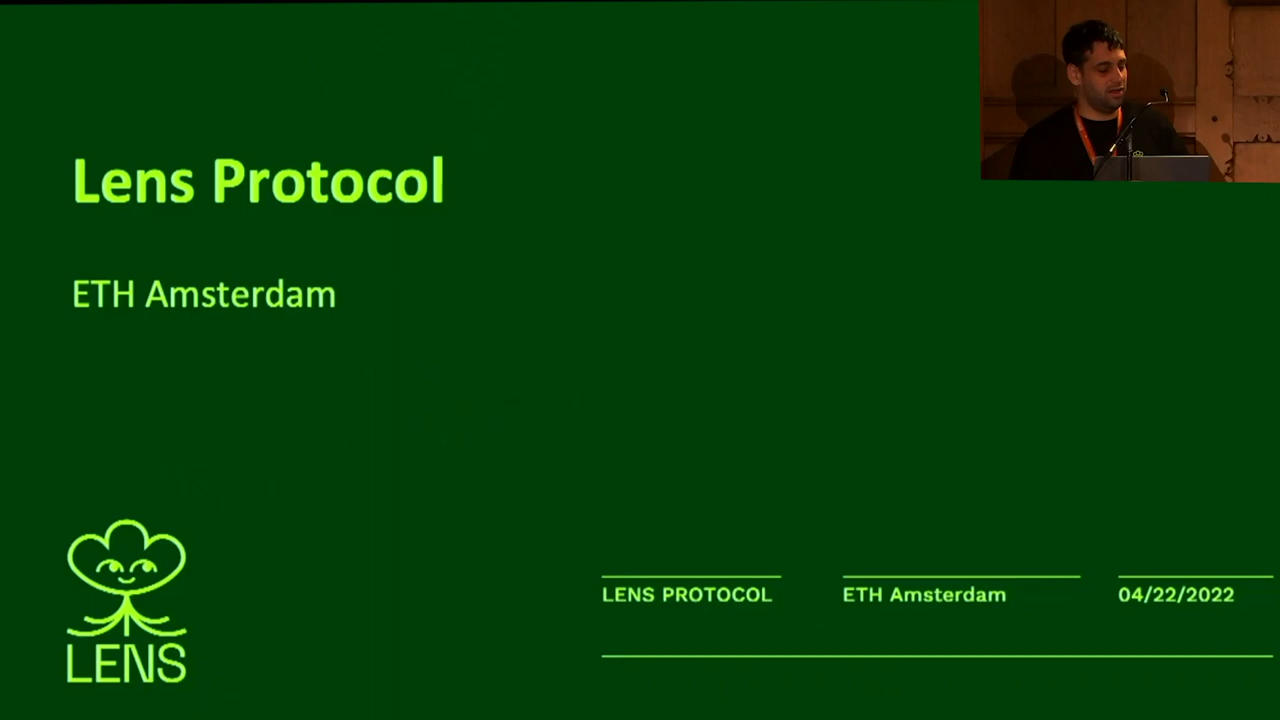 Lens Protocol
ETH Amsterdam
LENS
LENS PROTOCOL
ETH Amsterdam
04/22/2022